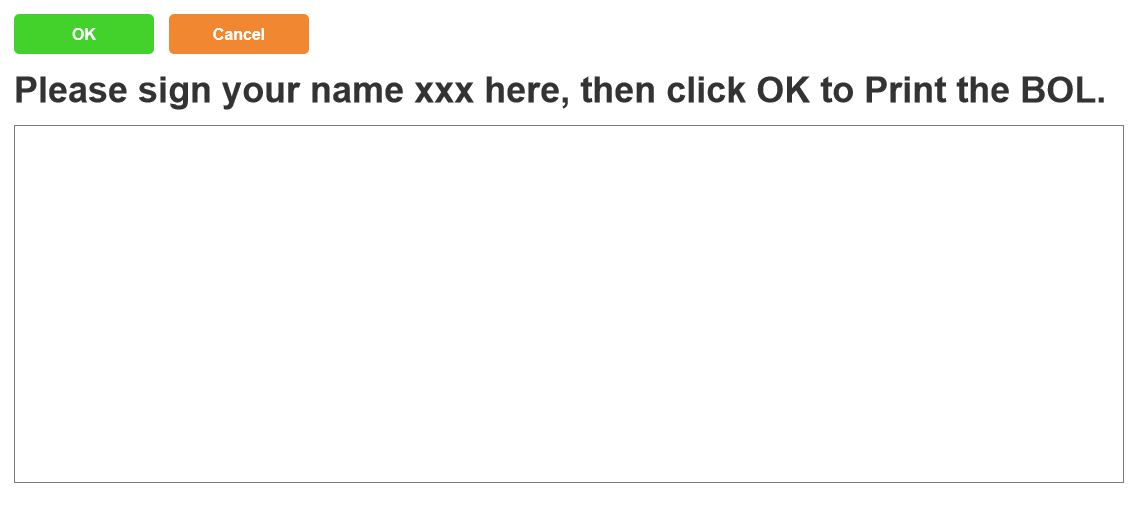 OK Cancel
Please sign your name xxx here, then click OK to Print the BOL.